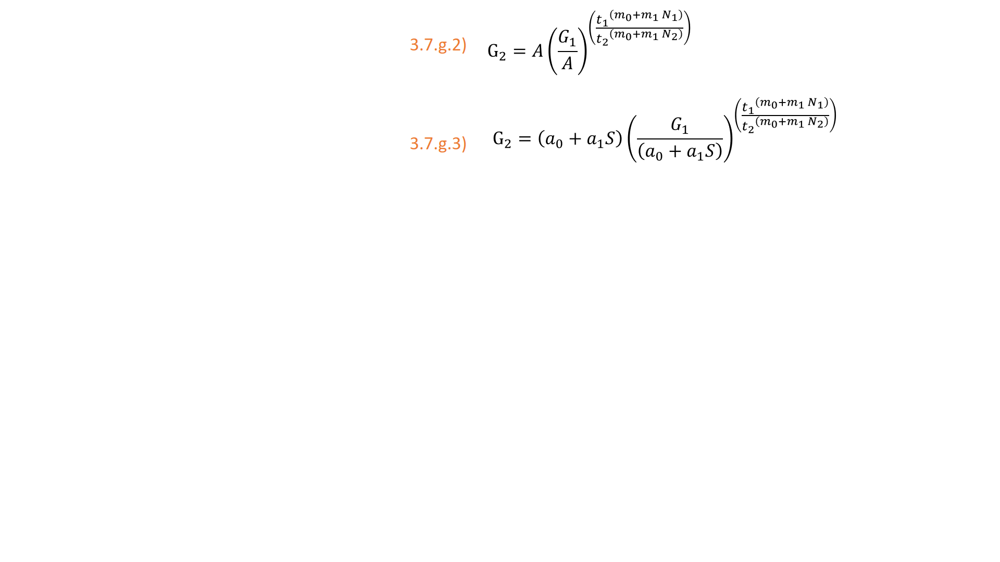 3.7.g.2) G₂ = A (G₁/A)^(t₁^(m₀+m₁ N₁)/t₂^(m₀+m₁ N₂))
3.7.g.3) G₂ = (a₀ + a₁S) (G₁/(a₀ + a₁S))^(t₁^(m₀+m₁ N₁)/t₂^(m₀+m₁ N₂))